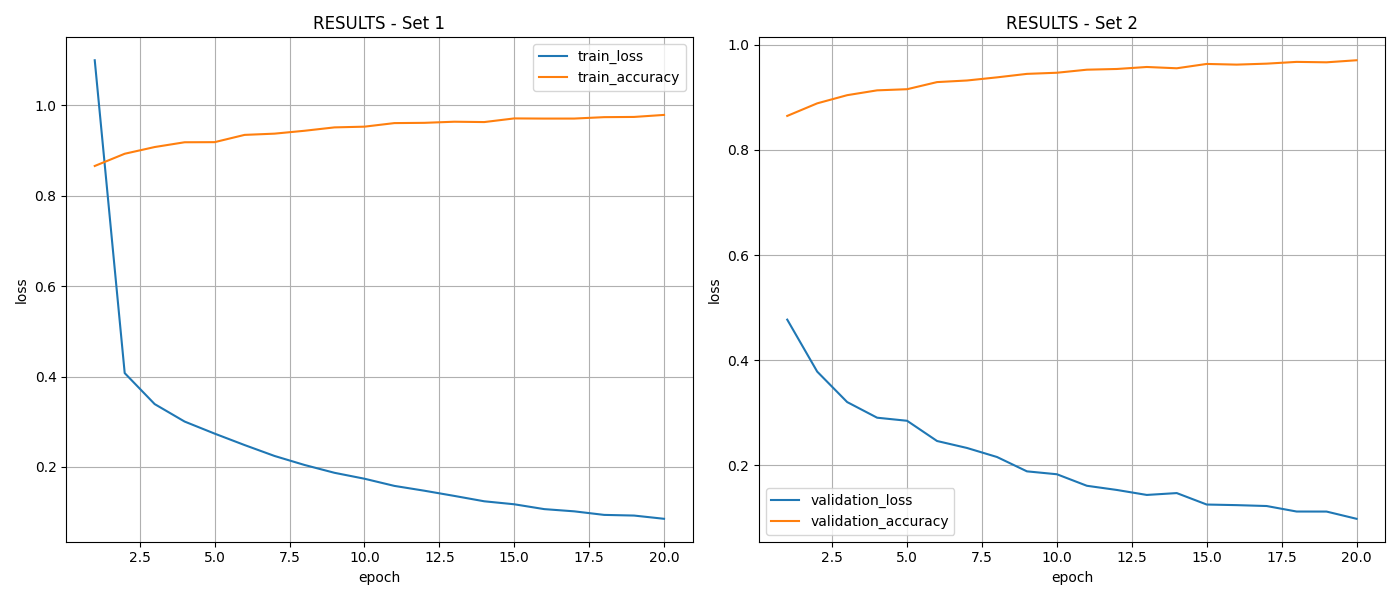 RESULTS - Set 1
train_loss
train_accuracy
1.0
0.8
0.6
0.4
0.2
loss
2.5 5.0 7.5 10.0 12.5 15.0 17.5 20.0
epoch
RESULTS - Set 2
1.0
0.8
0.6
0.4
0.2
loss
validation_loss
validation_accuracy
2.5 5.0 7.5 10.0 12.5 15.0 17.5 20.0
epoch